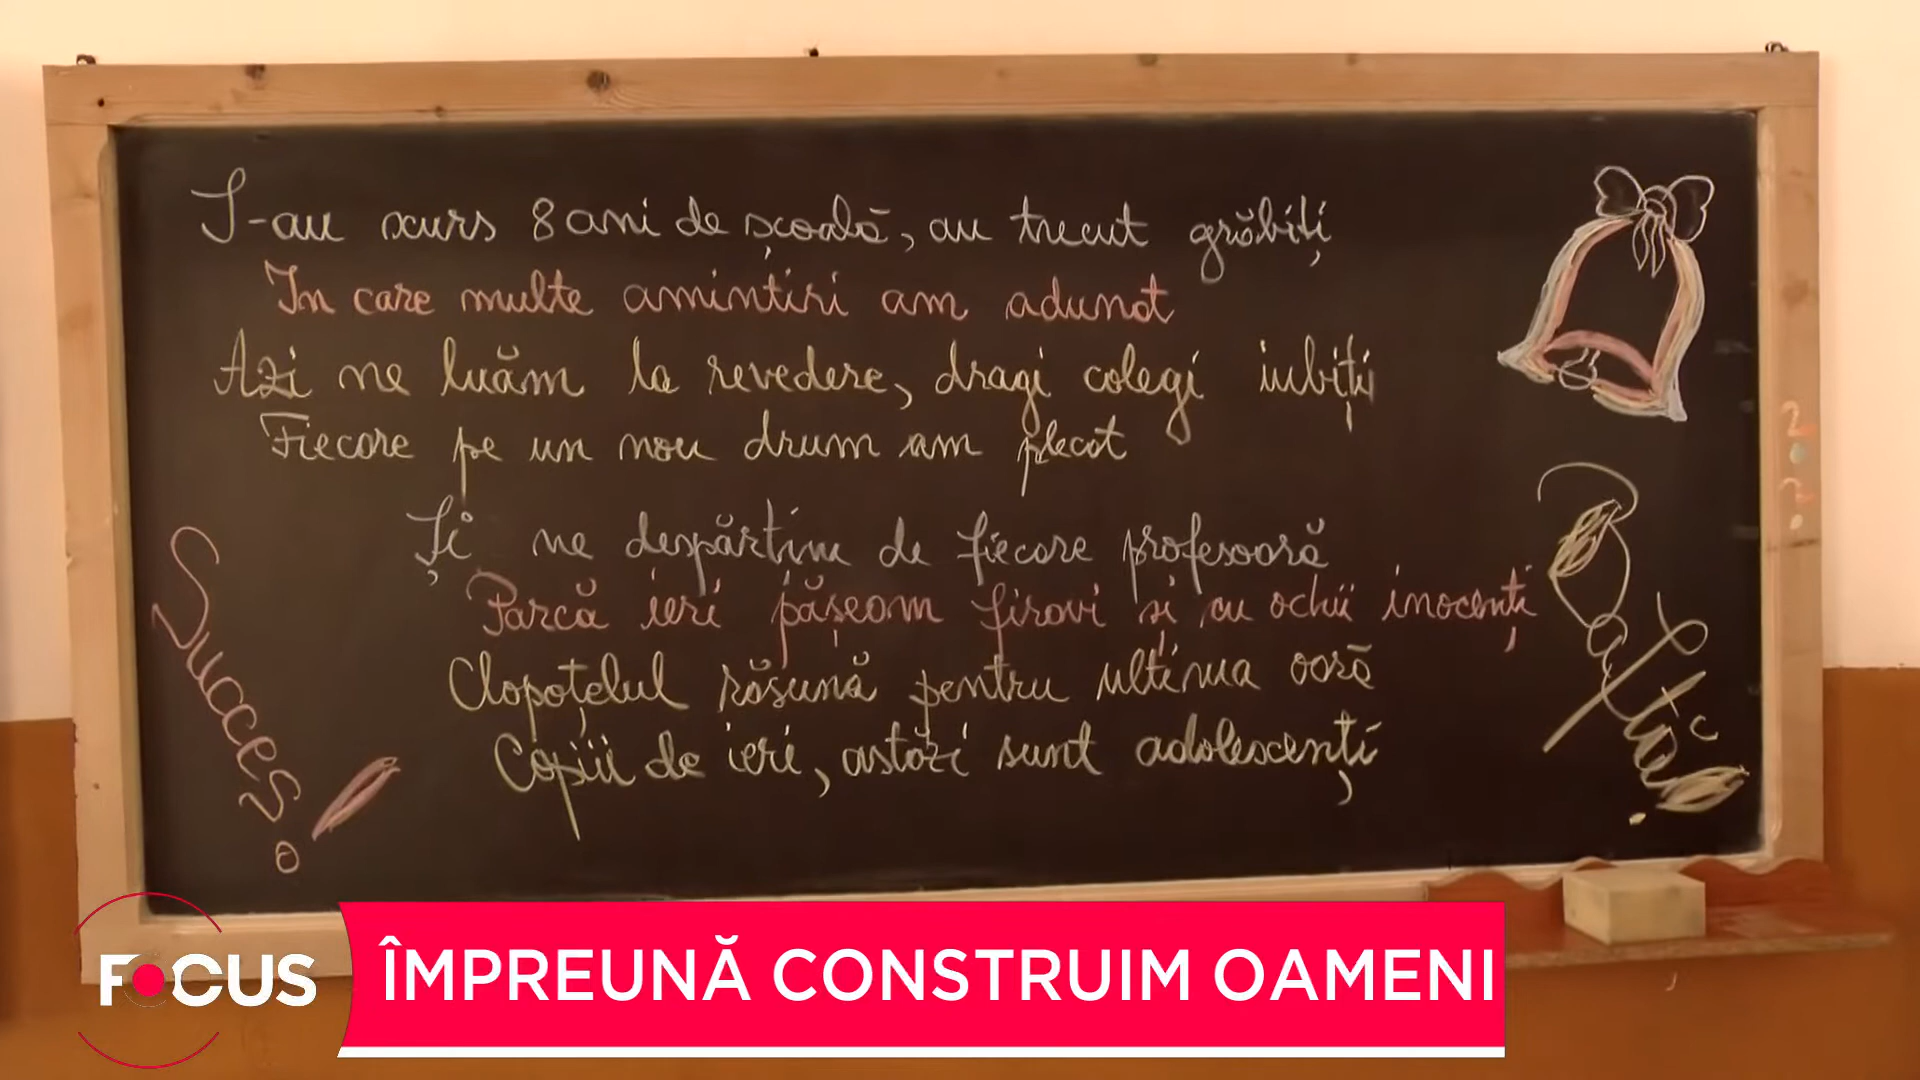 S-au scurs 8 ani de școală, au trecut grăbiți
In care multe amintiri am adunat
Azi ne luăm la revedere, dragi colegi iubiți
Fiecare pe un nou drum am plecat
Și ne despărtim de fiecare profesoară
Parcă ieri pășeam firavi și cu ochii inocenți
Clopoțelul răsună pentru ultima oară
Copiii de ieri, astăzi sunt adolescenți
Succes!
Baftă!
202
FOCUS
ÎMPREUNĂ CONSTRUIM OAMENI